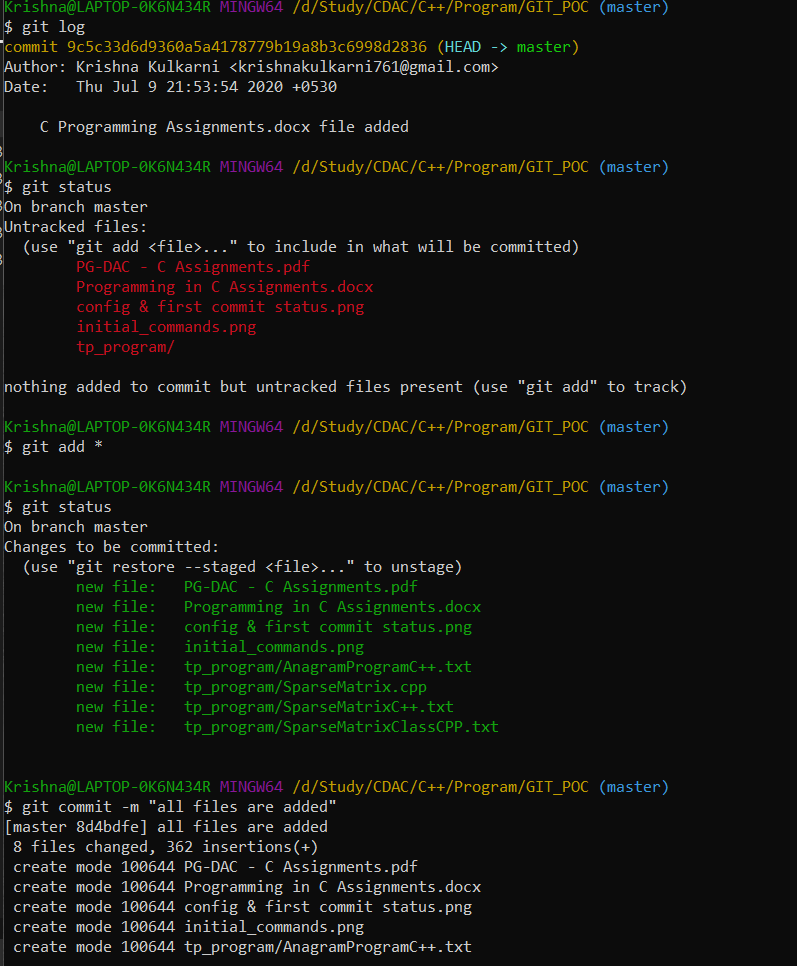 Krishna@LAPTOP-0K6N434R MINGW64 /d/Study/CDAC/C++/Program/GIT_POC (master)
$ git log
commit 9c5c33d6d9360a5a4178779b19a8b3c6998d2836 (HEAD -> master)
Author: Krishna Kulkarni <krishnakulkarni761@gmail.com>
Date:   Thu Jul 9 21:53:54 2020 +0530
    C Programming Assignments.docx file added
Krishna@LAPTOP-0K6N434R MINGW64 /d/Study/CDAC/C++/Program/GIT_POC (master)
$ git status
On branch master
Untracked files:
  (use "git add <file>..." to include in what will be committed)
        PG-DAC - C Assignments.pdf
        Programming in C Assignments.docx
        config & first commit status.png
        initial_commands.png
        tp_program/
nothing added to commit but untracked files present (use "git add" to track)
Krishna@LAPTOP-0K6N434R MINGW64 /d/Study/CDAC/C++/Program/GIT_POC (master)
$ git add *
Krishna@LAPTOP-0K6N434R MINGW64 /d/Study/CDAC/C++/Program/GIT_POC (master)
$ git status
On branch master
Changes to be committed:
  (use "git restore --staged <file>..." to unstage)
        new file:   PG-DAC - C Assignments.pdf
        new file:   Programming in C Assignments.docx
        new file:   config & first commit status.png
        new file:   initial_commands.png
        new file:   tp_program/AnagramProgramC++.txt
        new file:   tp_program/SparseMatrix.cpp
        new file:   tp_program/SparseMatrixC++.txt
        new file:   tp_program/SparseMatrixClassCPP.txt
Krishna@LAPTOP-0K6N434R MINGW64 /d/Study/CDAC/C++/Program/GIT_POC (master)
$ git commit -m "all files are added"
[master 8d4bdfe] all files are added
 8 files changed, 362 insertions(+)
 create mode 100644 PG-DAC - C Assignments.pdf
 create mode 100644 Programming in C Assignments.docx
 create mode 100644 config & first commit status.png
 create mode 100644 initial_commands.png
 create mode 100644 tp_program/AnagramProgramC++.txt